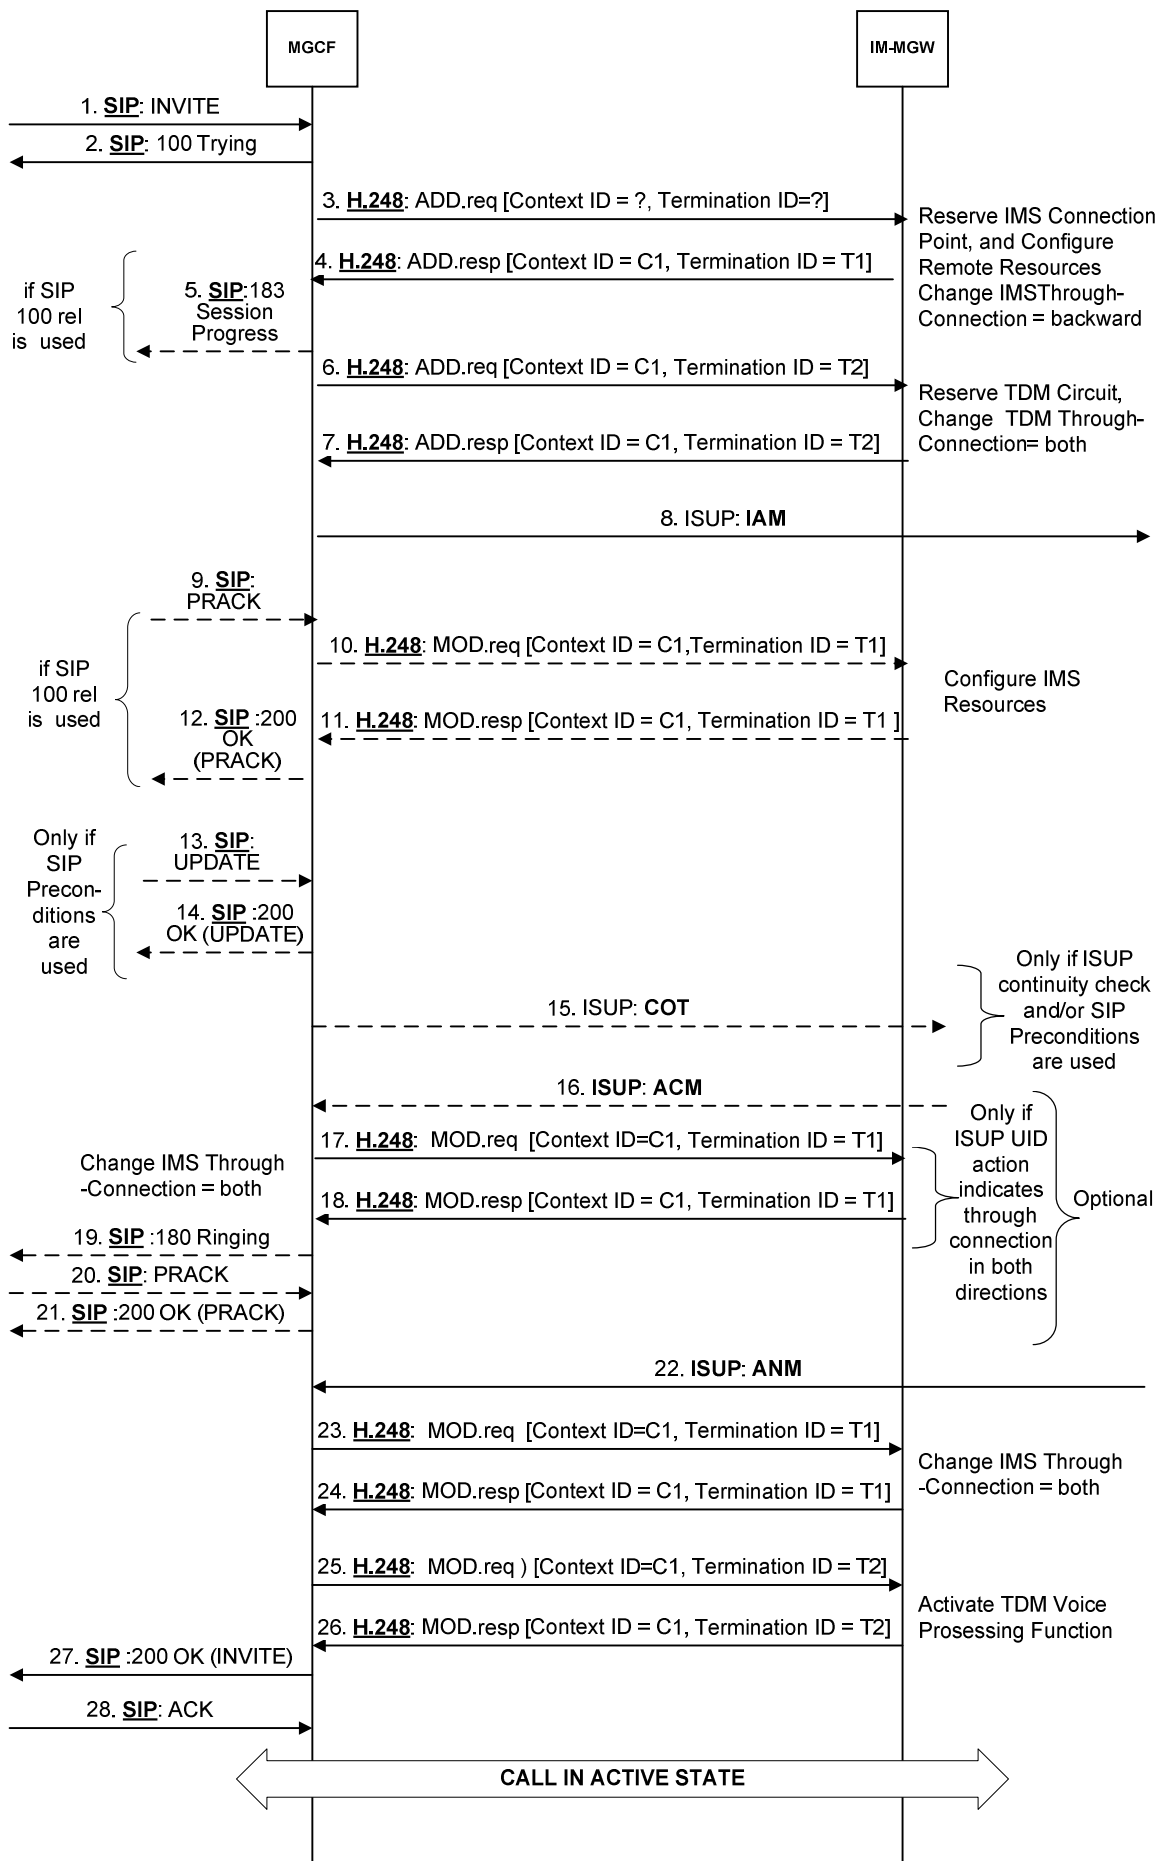 MGCF
IM-MGW
1. SIP: INVITE
2. SIP: 100 Trying
3. H.248: ADD.req [Context ID = ?, Termination ID=?]
Reserve IMS Connection
Point, and Configure
Remote Resources
Change IMSThrough-
Connection = backward
4. H.248: ADD.resp [Context ID = C1, Termination ID = T1]
if SIP
100 rel
is used
5. SIP:183
Session
Progress
6. H.248: ADD.req [Context ID = C1, Termination ID = T2]
Reserve TDM Circuit,
Change TDM Through-
Connection= both
7. H.248: ADD.resp [Context ID = C1, Termination ID = T2]
8. ISUP: IAM
9. SIP:
PRACK
if SIP
100 rel
is used
10. H.248: MOD.req [Context ID = C1,Termination ID = T1]
Configure IMS
Resources
11. H.248: MOD.resp [Context ID = C1, Termination ID = T1 ]
12. SIP :200
OK
(PRACK)
Only if
SIP
Precon-
ditions
are
used
13. SIP:
UPDATE
14. SIP :200
OK (UPDATE)
Only if ISUP
continuity check
and/or SIP
Preconditions
are used
15. ISUP: COT
16. ISUP: ACM
17. H.248: MOD.req [Context ID=C1, Termination ID = T1]
Only if
ISUP UID
action
indicates
through
connection
in both
directions
Optional
Change IMS Through
-Connection = both
18. H.248: MOD.resp [Context ID = C1, Termination ID = T1]
19. SIP :180 Ringing
20. SIP: PRACK
21. SIP :200 OK (PRACK)
22. ISUP: ANM
23. H.248: MOD.req [Context ID=C1, Termination ID = T1]
Change IMS Through
-Connection = both
24. H.248: MOD.resp [Context ID = C1, Termination ID = T1]
25. H.248: MOD.req ) [Context ID=C1, Termination ID = T2]
Activate TDM Voice
Prosessing Function
26. H.248: MOD.resp [Context ID = C1, Termination ID = T2]
27. SIP :200 OK (INVITE)
28. SIP: ACK
CALL IN ACTIVE STATE